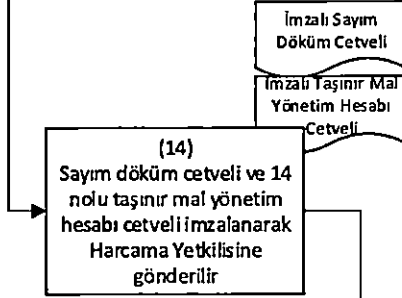 İmzalı Sayım
Döküm Cetveli
İmzalı Taşınır Mal
Yönetim Hesabı
Cetveli
(14)
Sayım döküm cetveli ve 14
nolu taşınır mal yönetim
hesabı cetveli imzalanarak
Harcama Yetkilisine
gönderilir